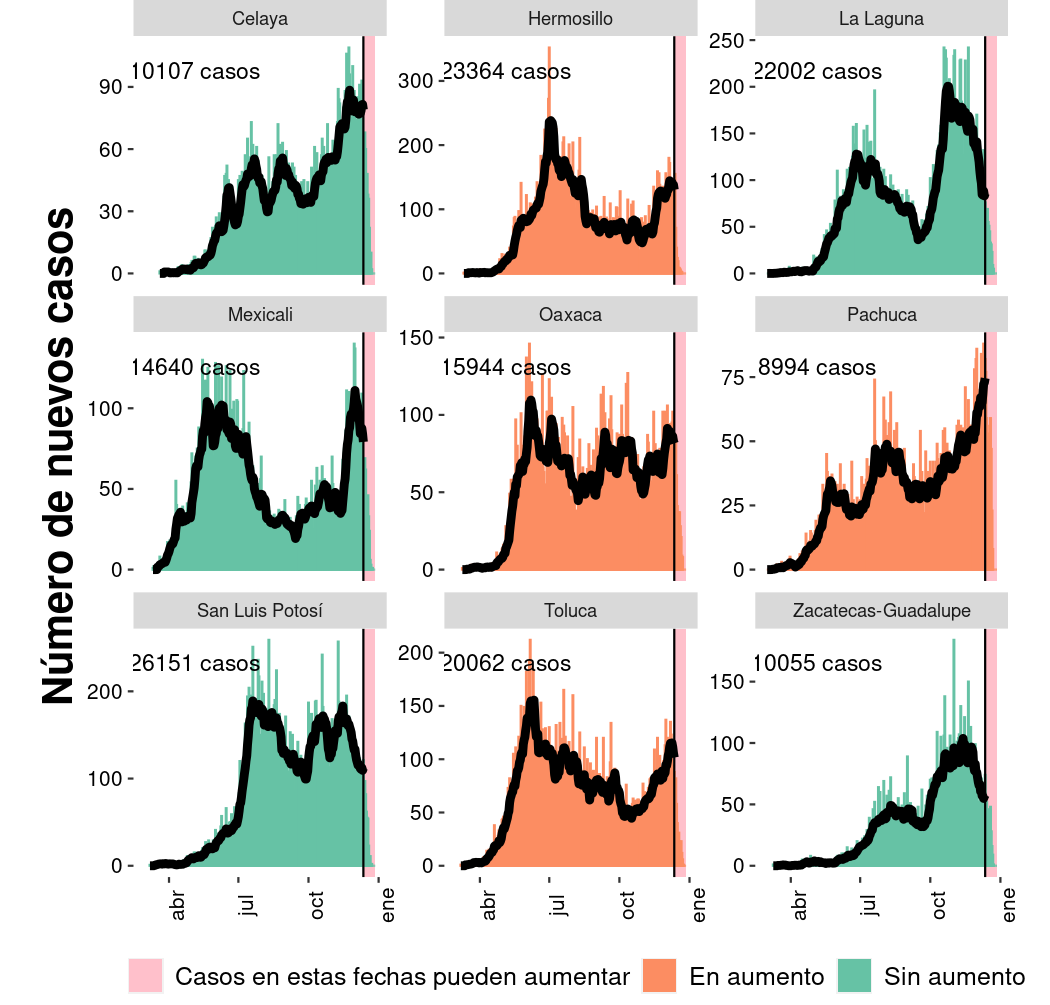 Número de nuevos casos
Celaya
Hermosillo
La Laguna
10107 casos
23364 casos
22002 casos
90
60
30
0
300
200
100
0
250
200
150
100
50
0
Mexicali
Oaxaca
Pachuca
14640 casos
15944 casos
8994 casos
100
50
0
150
100
50
0
75
50
25
0
San Luis Potosí
Toluca
Zacatecas-Guadalupe
26151 casos
20062 casos
10055 casos
200
100
0
200
150
100
50
0
150
100
50
0
abr
jul
oct
ene
abr
jul
oct
ene
abr
jul
oct
ene
Casos en estas fechas pueden aumentar
En aumento
Sin aumento